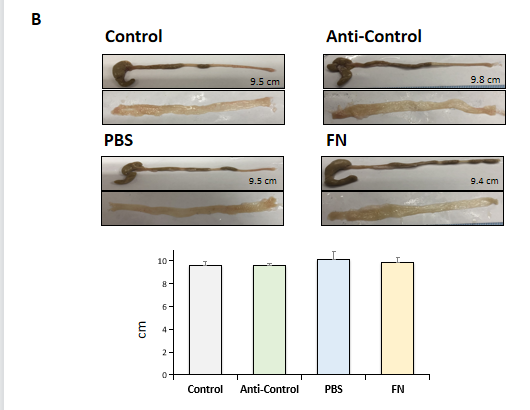 B
Control
Anti-Control
9.5 cm
9.8 cm
PBS
FN
9.5 cm
9.4 cm
cm
10
8
6
4
2
0
Control
Anti-Control
PBS
FN